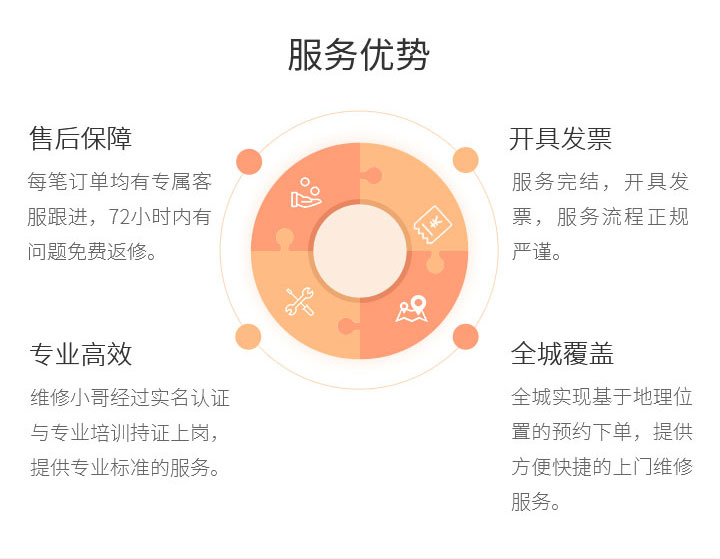 服务优势
售后保障
每笔订单均有专属客
服跟进，72小时内有
问题免费返修。
开具发票
服务完结，开具发
票，服务流程正规
严谨。
专业高效
维修小哥经过实名认证
与专业培训持证上岗，
提供专业标准的服务。
全城覆盖
全城实现基于地理位
置的预约下单，提供
方便快捷的上门维修
服务。